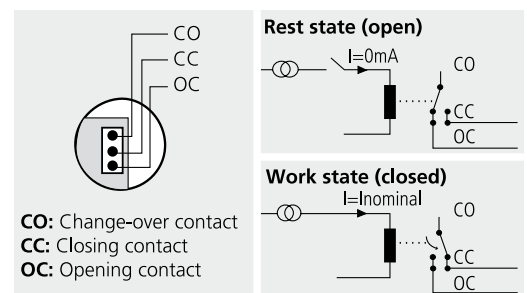 CO
CC
OC
CO: Change-over contact
CC: Closing contact
OC: Opening contact
Rest state (open)
I=0mA
CO
CC
OC
Work state (closed)
I=Inominal
CO
CC
OC